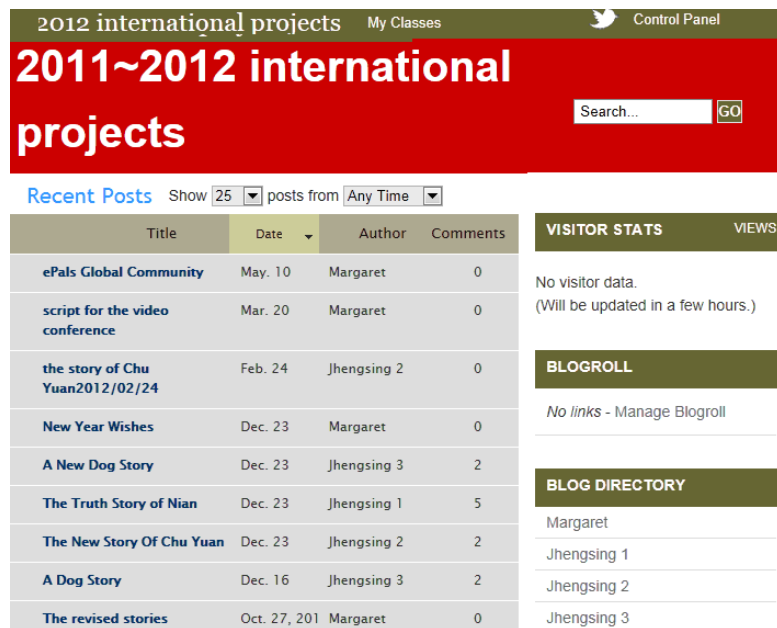 2012 international projects My Classes Control Panel
2011~2012 international
projects
Search... GO
Recent Posts Show 25 posts from Any Time
Title Date Author Comments
ePals Global Community May. 10 Margaret 0
script for the video
conference Mar. 20 Margaret 0
the story of Chu
Yuan2012/02/24 Feb. 24 Jhengsing 2 0
New Year Wishes Dec. 23 Margaret 0
A New Dog Story Dec. 23 Jhengsing 3 2
The Truth Story of Nian Dec. 23 Jhengsing 1 5
The New Story Of Chu Yuan Dec. 23 Jhengsing 2 2
A Dog Story Dec. 16 Jhengsing 3 2
The revised stories Oct. 27, 201 Margaret 0
VISITOR STATS VIEWS
No visitor data.
(Will be updated in a few hours.)
BLOGROLL
No links - Manage Blogroll
BLOG DIRECTORY
Margaret
Jhengsing 1
Jhengsing 2
Jhengsing 3